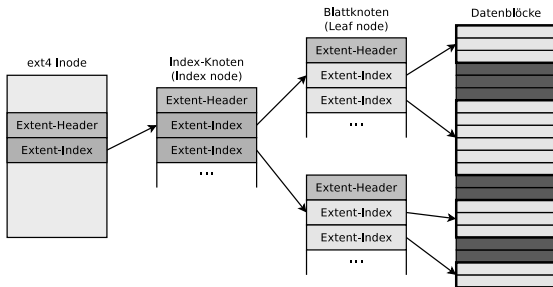 ext4 Inode
Extent-Header
Extent-Index
Index-Knoten
(Index node)
Extent-Header
Extent-Index
Extent-Index
...
Blattknoten
(Leaf node)
Extent-Header
Extent-Index
Extent-Index
...
Extent-Header
Extent-Index
Extent-Index
...
Datenblöcke